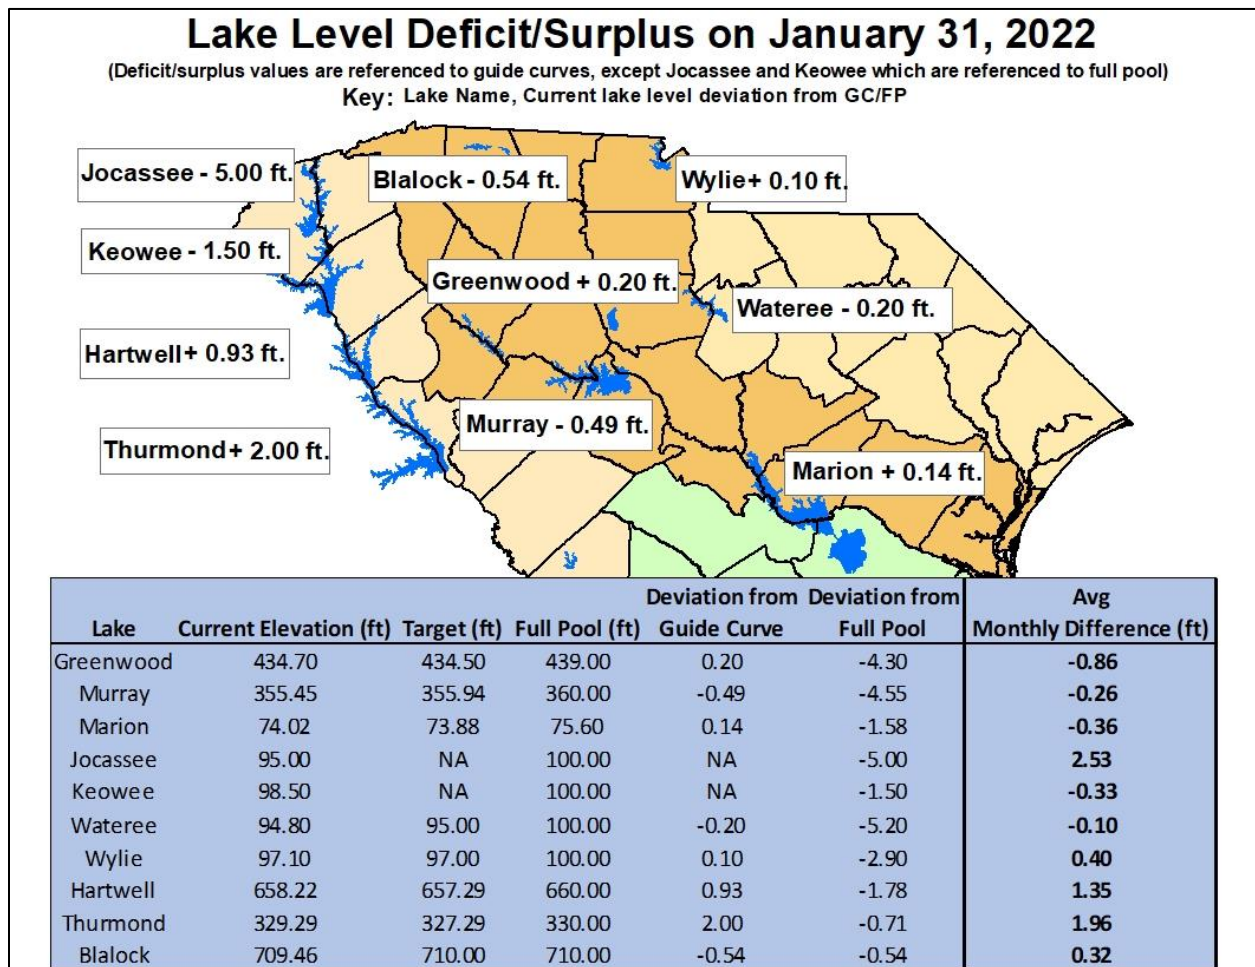 Lake Level Deficit/Surplus on January 31, 2022
(Deficit/surplus values are referenced to guide curves, except Jocassee and Keowee which are referenced to full pool)
Key: Lake Name, Current lake level deviation from GC/FP
Jocassee - 5.00 ft.
Blalock - 0.54 ft.
Wylie+ 0.10 ft.
Keowee - 1.50 ft.
Greenwood + 0.20 ft.
Wateree - 0.20 ft.
Hartwell+ 0.93 ft.
Murray - 0.49 ft.
Thurmond+ 2.00 ft.
Marion + 0.14 ft.
Deviation from Deviation from Avg
Lake Current Elevation (ft) Target (ft) Full Pool (ft) Guide Curve Full Pool Monthly Difference (ft)
Greenwood 434.70 434.50 439.00 0.20 -4.30 -0.86
Murray 355.45 355.94 360.00 -0.49 -4.55 -0.26
Marion 74.02 73.88 75.60 0.14 -1.58 -0.36
Jocassee 95.00 NA 100.00 NA -5.00 2.53
Keowee 98.50 NA 100.00 NA -1.50 -0.33
Wateree 94.80 95.00 100.00 -0.20 -5.20 -0.10
Wylie 97.10 97.00 100.00 0.10 -2.90 0.40
Hartwell 658.22 657.29 660.00 0.93 -1.78 1.35
Thurmond 329.29 327.29 330.00 2.00 -0.71 1.96
Blalock 709.46 710.00 710.00 -0.54 -0.54 0.32